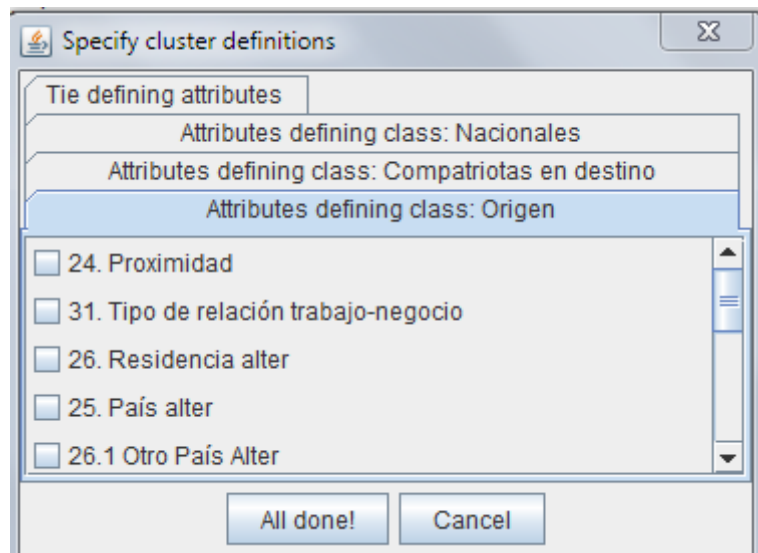 Specify cluster definitions
Tie defining attributes
Attributes defining class: Nacionales
Attributes defining class: Compatriotas en destino
Attributes defining class: Origen
24. Proximidad
31. Tipo de relación trabajo-negocio
26. Residencia alter
25. País alter
26.1 Otro País Alter
All done!
Cancel